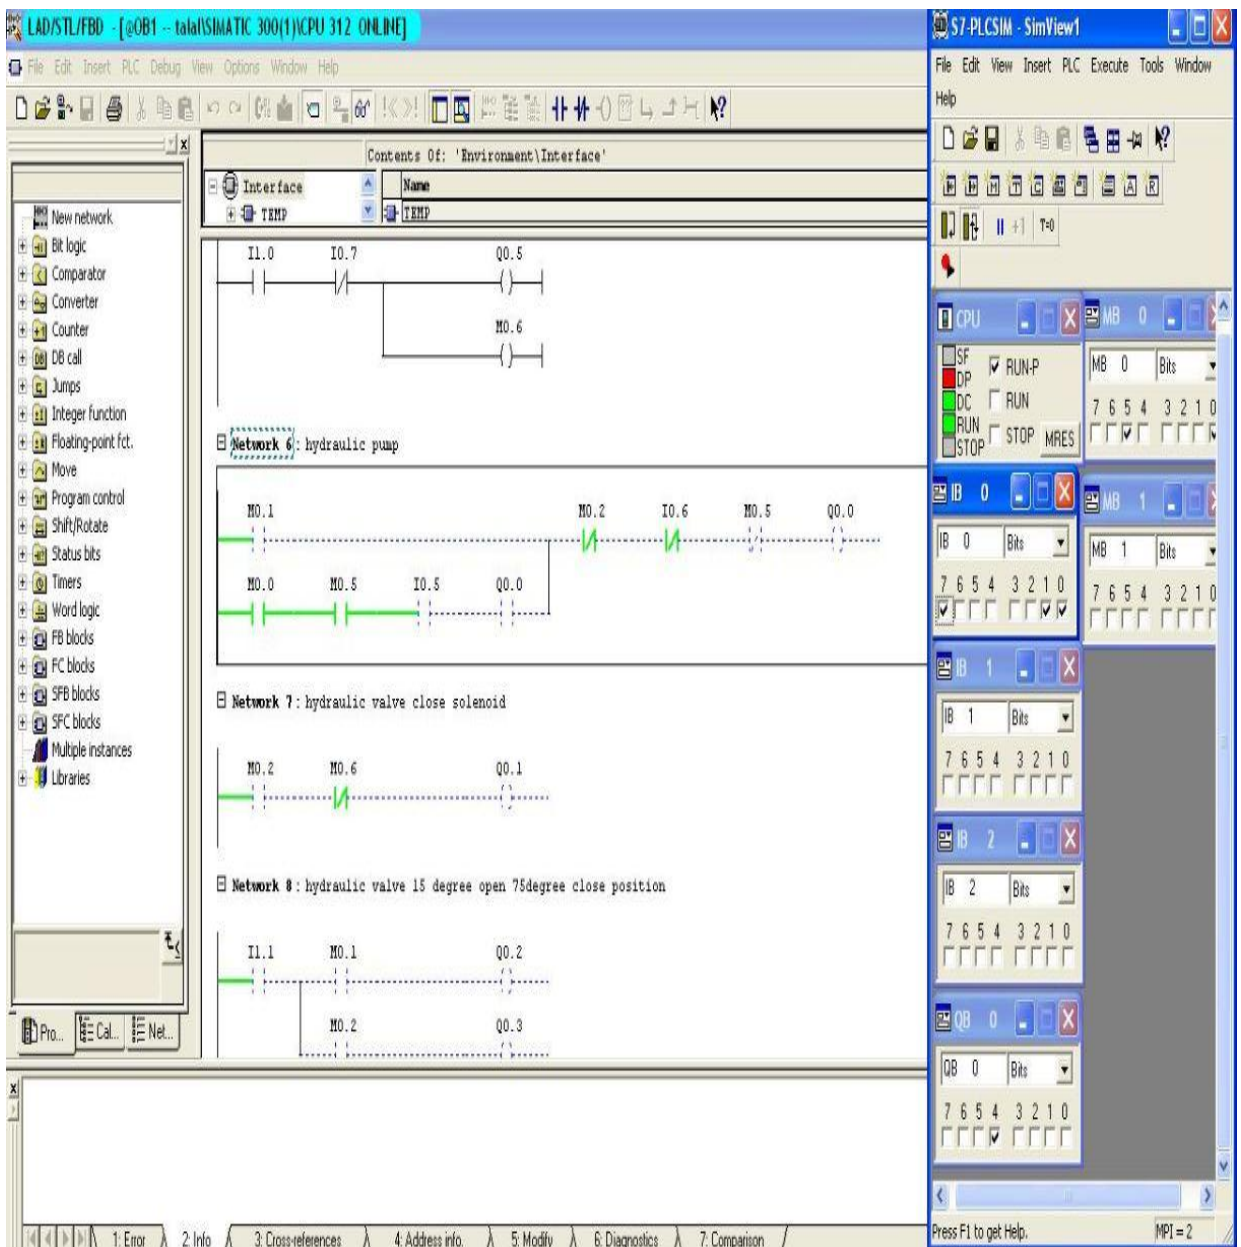 LAD/STL/FBD - [@OB1 -- talal\SIMATIC 300(1)\CPU 312 ONLINE]
File Edit Insert PLC Debug View Options Window Help
Contents Of: 'Environment\Interface'
Interface
TEMP
Name
TEMP
New network
Bit logic
Comparator
Converter
Counter
DB call
Jumps
Integer function
Floating-point fct.
Move
Program control
Shift/Rotate
Status bits
Timers
Word logic
FB blocks
FC blocks
SFB blocks
SFC blocks
Multiple instances
Libraries
Pro... Cal... Net...
I1.0 I0.7 Q0.5
M0.6
Network 6 : hydraulic pump
M0.1 M0.2 I0.6 M0.5 Q0.0
M0.0 M0.5 I0.5 Q0.0
Network 7 : hydraulic valve close solenoid
M0.2 M0.6 Q0.1
Network 8 : hydraulic valve 15 degree open 75degree close position
I1.1 M0.1 Q0.2
M0.2 Q0.3
1: Error 2: Info 3: Cross-references 4: Address info. 5: Modify 6: Diagnostics 7: Comparison
S7-PLCSIM - SimView1
File Edit View Insert PLC Execute Tools Window
Help
+1 T=0
CPU
SF
DP
DC
RUN
STOP
RUN-P
RUN
STOP MRES
MB 0
MB 0 Bits
7 6 5 4 3 2 1 0
IB 0
IB 0 Bits
7 6 5 4 3 2 1 0
MB 1
MB 1 Bits
7 6 5 4 3 2 1 0
IB 1
IB 1 Bits
7 6 5 4 3 2 1 0
IB 2
IB 2 Bits
7 6 5 4 3 2 1 0
QB 0
QB 0 Bits
7 6 5 4 3 2 1 0
Press F1 to get Help. MPI = 2